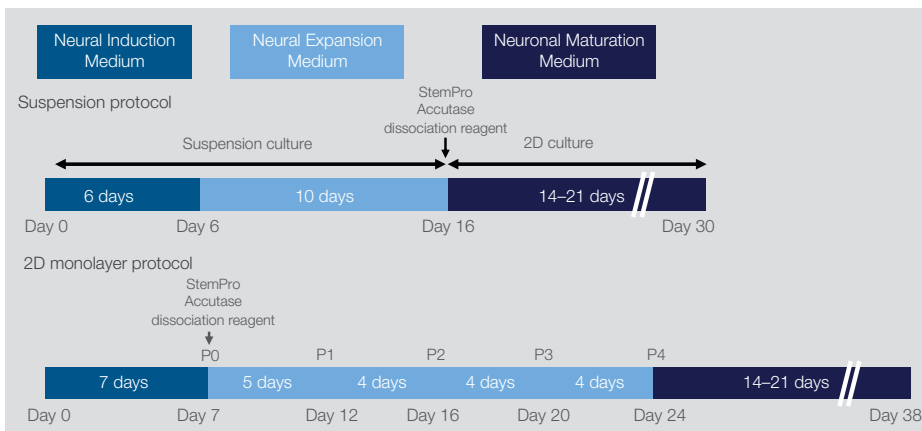 Neural Induction
Medium
Neural Expansion
Medium
Neuronal Maturation
Medium
Suspension protocol
StemPro
Accutase
dissociation reagent
Suspension culture
2D culture
6 days
10 days
14–21 days
Day 0
Day 6
Day 16
Day 30
2D monolayer protocol
StemPro
Accutase
dissociation reagent
P0
P1
P2
P3
P4
7 days
5 days
4 days
4 days
4 days
14–21 days
Day 0
Day 7
Day 12
Day 16
Day 20
Day 24
Day 38